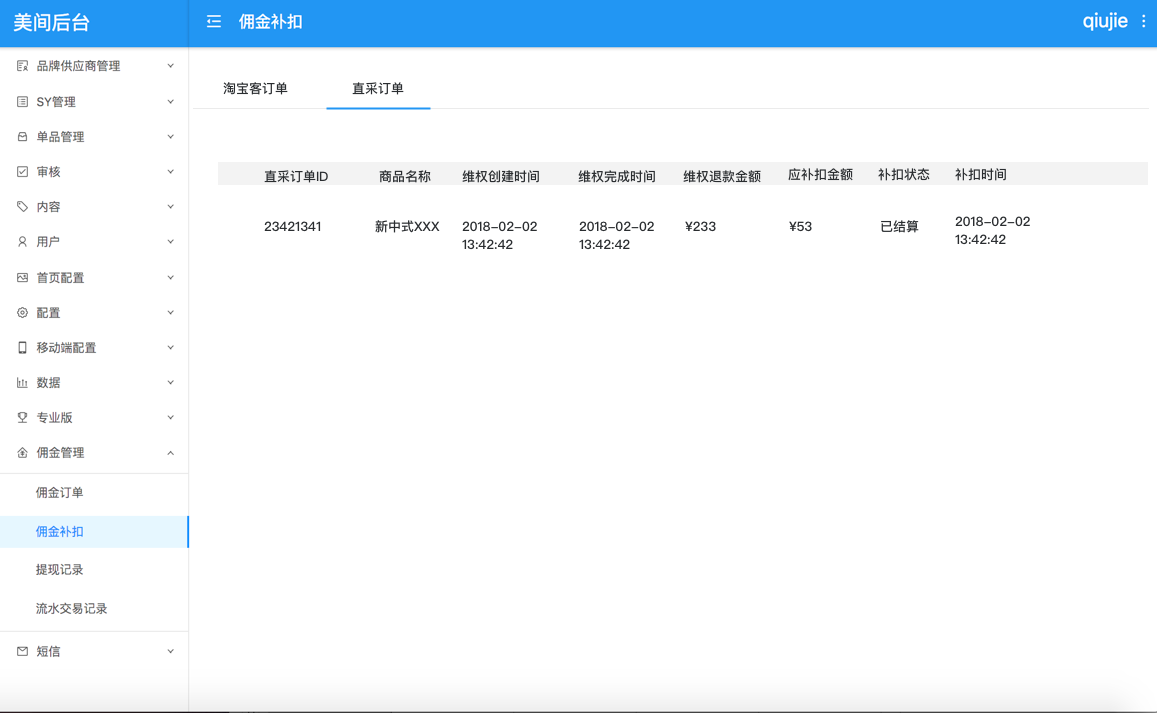 美间后台
佣金补扣
qiujie
品牌供应商管理
SY管理
单品管理
审核
内容
用户
首页配置
配置
移动端配置
数据
专业版
佣金管理
佣金订单
佣金补扣
提现记录
流水交易记录
短信
淘宝客订单 直采订单
直采订单ID 商品名称 维权创建时间 维权完成时间 维权退款金额 应补扣金额 补扣状态 补扣时间
23421341 新中式XXX 2018-02-02 2018-02-02 ¥233 ¥53 已结算 2018-02-02
13:42:42 13:42:42 13:42:42